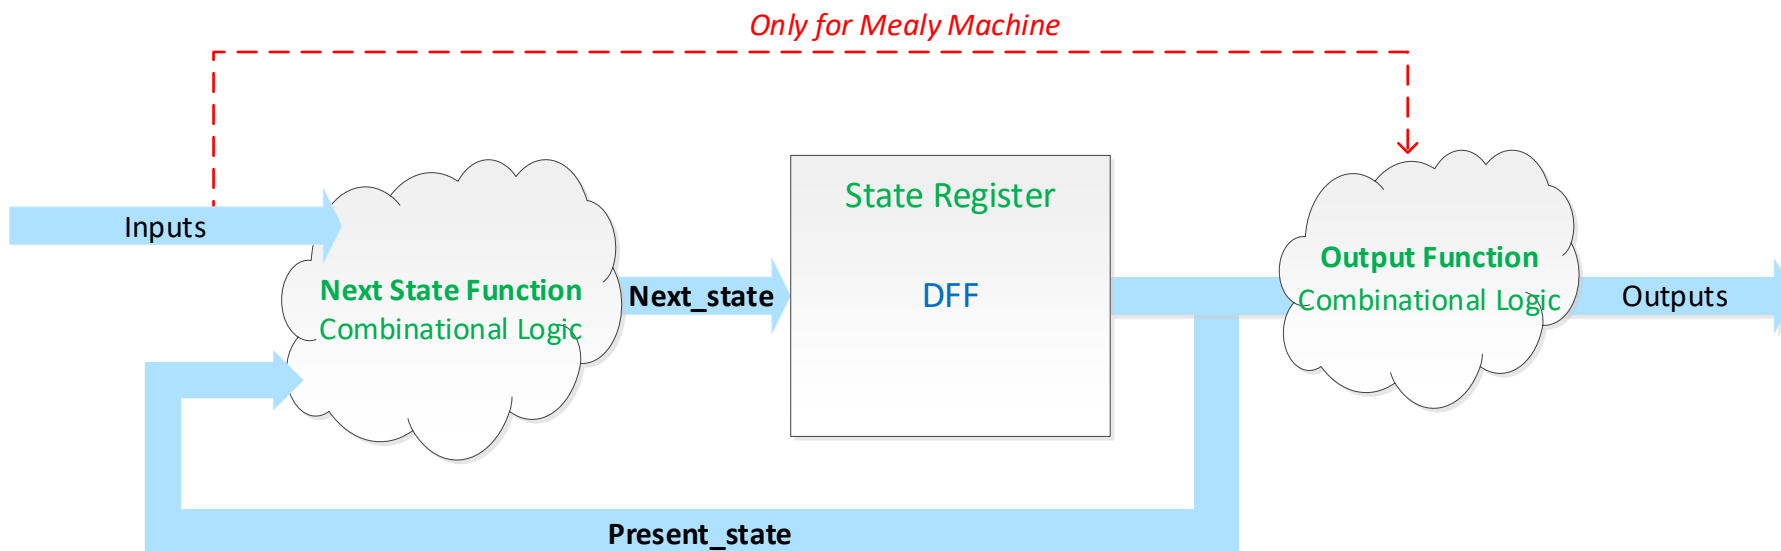 Only for Mealy Machine
Inputs
Next State Function
Combinational Logic
Next_state
State Register
DFF
Output Function
Combinational Logic
Outputs
Present_state